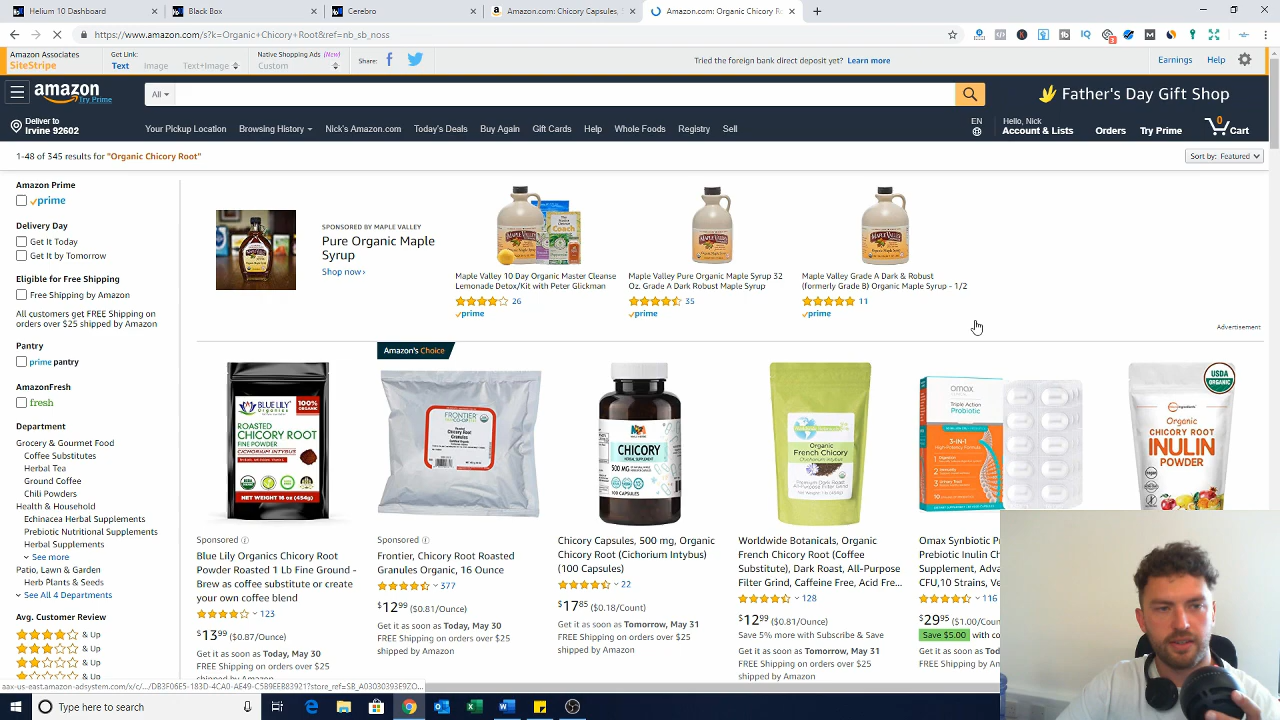 Helium 10 Dashboard
Black Box
Cerebro
Amazon.com: Chicory Capsules, S
Amazon.com: Organic Chicory Ro
https://www.amazon.com/s?k=Organic+Chicory+Root&ref=nb_sb_noss
Amazon Associates
SiteStripe
Get Link:
Text
Image
Text+Image
Native Shopping Ads (New)
Custom
Share:
Tried the foreign bank direct deposit yet? Learn more
Earnings
Help
amazon
Try Prime
All
Father's Day Gift Shop
Deliver to
Irvine 92602
Your Pickup Location
Browsing History
Nick's Amazon.com
Today's Deals
Buy Again
Gift Cards
Help
Whole Foods
Registry
Sell
EN
Hello, Nick
Account & Lists
Orders
Try Prime
0
Cart
1-48 of 345 results for "Organic Chicory Root"
Sort by: Featured
Amazon Prime
prime
Delivery Day
Get It Today
Get It by Tomorrow
Eligible for Free Shipping
Free Shipping by Amazon
All customers get FREE Shipping on
orders over $25 shipped by Amazon
Pantry
prime pantry
AmazonFresh
fresh
Department
Grocery & Gourmet Food
Coffee Substitutes
Herbal Tea
Ground Coffee
Chili Powders
Health & Household
Echinacea Herbal Supplements
Prebiotic Nutritional Supplements
Herbal Supplements
See more
Patio, Lawn & Garden
Herb Plants & Seeds
See All 4 Departments
Avg. Customer Review
& Up
& Up
& Up
SPONSORED BY MAPLE VALLEY
Pure Organic Maple
Syrup
Shop now›
Maple Valley 10 Day Organic Master Cleanse
Lemonade Detox/Kit with Peter Glickman
26
prime
Maple Valley Pure Organic Maple Syrup 32
Oz. Grade A Dark Robust Maple Syrup
35
prime
Maple Valley Grade A Dark & Robust
(formerly Grade B) Organic Maple Syrup - 1/2
11
prime
Advertisement
Amazon's Choice
BLUE LILY
Organics
100%
ORGANIC
ROASTED
CHICORY ROOT
FINE POWDER
CICHORIUM INTYBUS
NET WEIGHT 16 oz (454g)
FRONTIER
CHICORY
500 MG
100 CAPSULES
Organic
French Chicory
omax
Triple Action
Probiotic
3-IN-1
USDA
ORGANIC
Organic
CHICORY ROOT
INULIN
POWDER
Sponsored
Blue Lily Organics Chicory Root
Powder Roasted 1 Lb Fine Ground -
Brew as coffee substitute or create
your own coffee blend
123
$13 99 ($0.87/Ounce)
Get it as soon as Today, May 30
FREE Shipping on orders over $25
Sponsored
Frontier, Chicory Root Roasted
Granules Organic, 16 Ounce
377
$12 99 ($0.81/Ounce)
Get it as soon as Today, May 30
FREE Shipping on orders over $25
shipped by Amazon
Chicory Capsules, 500 mg, Organic
Chicory Root (Cichorium Intybus)
(100 Capsules)
22
$17 85 ($0.18/Count)
Get it as soon as Tomorrow, May 31
FREE Shipping on orders over $25
shipped by Amazon
Worldwide Botanicals, Organic
French Chicory Root (Coffee
Substitute), Dark Roast, All-Purpose
Filter Grind, Caffeine Free, Acid Fre...
128
$12 99 ($0.81/Ounce)
Save 5% more with Subscribe & Save
Get it as soon as Tomorrow, May 31
FREE Shipping on orders over $25
shipped by Amazon
Omax Synbiotic P
Prebiotic Inulin Ch
Supplement, Advan
CFU,10 Strains, Ve
116
$29 95 ($1.00/Cou
Save $5.00 with co
Get it as soon as
FREE Shipping on
shipped by Amaz
Type here to search